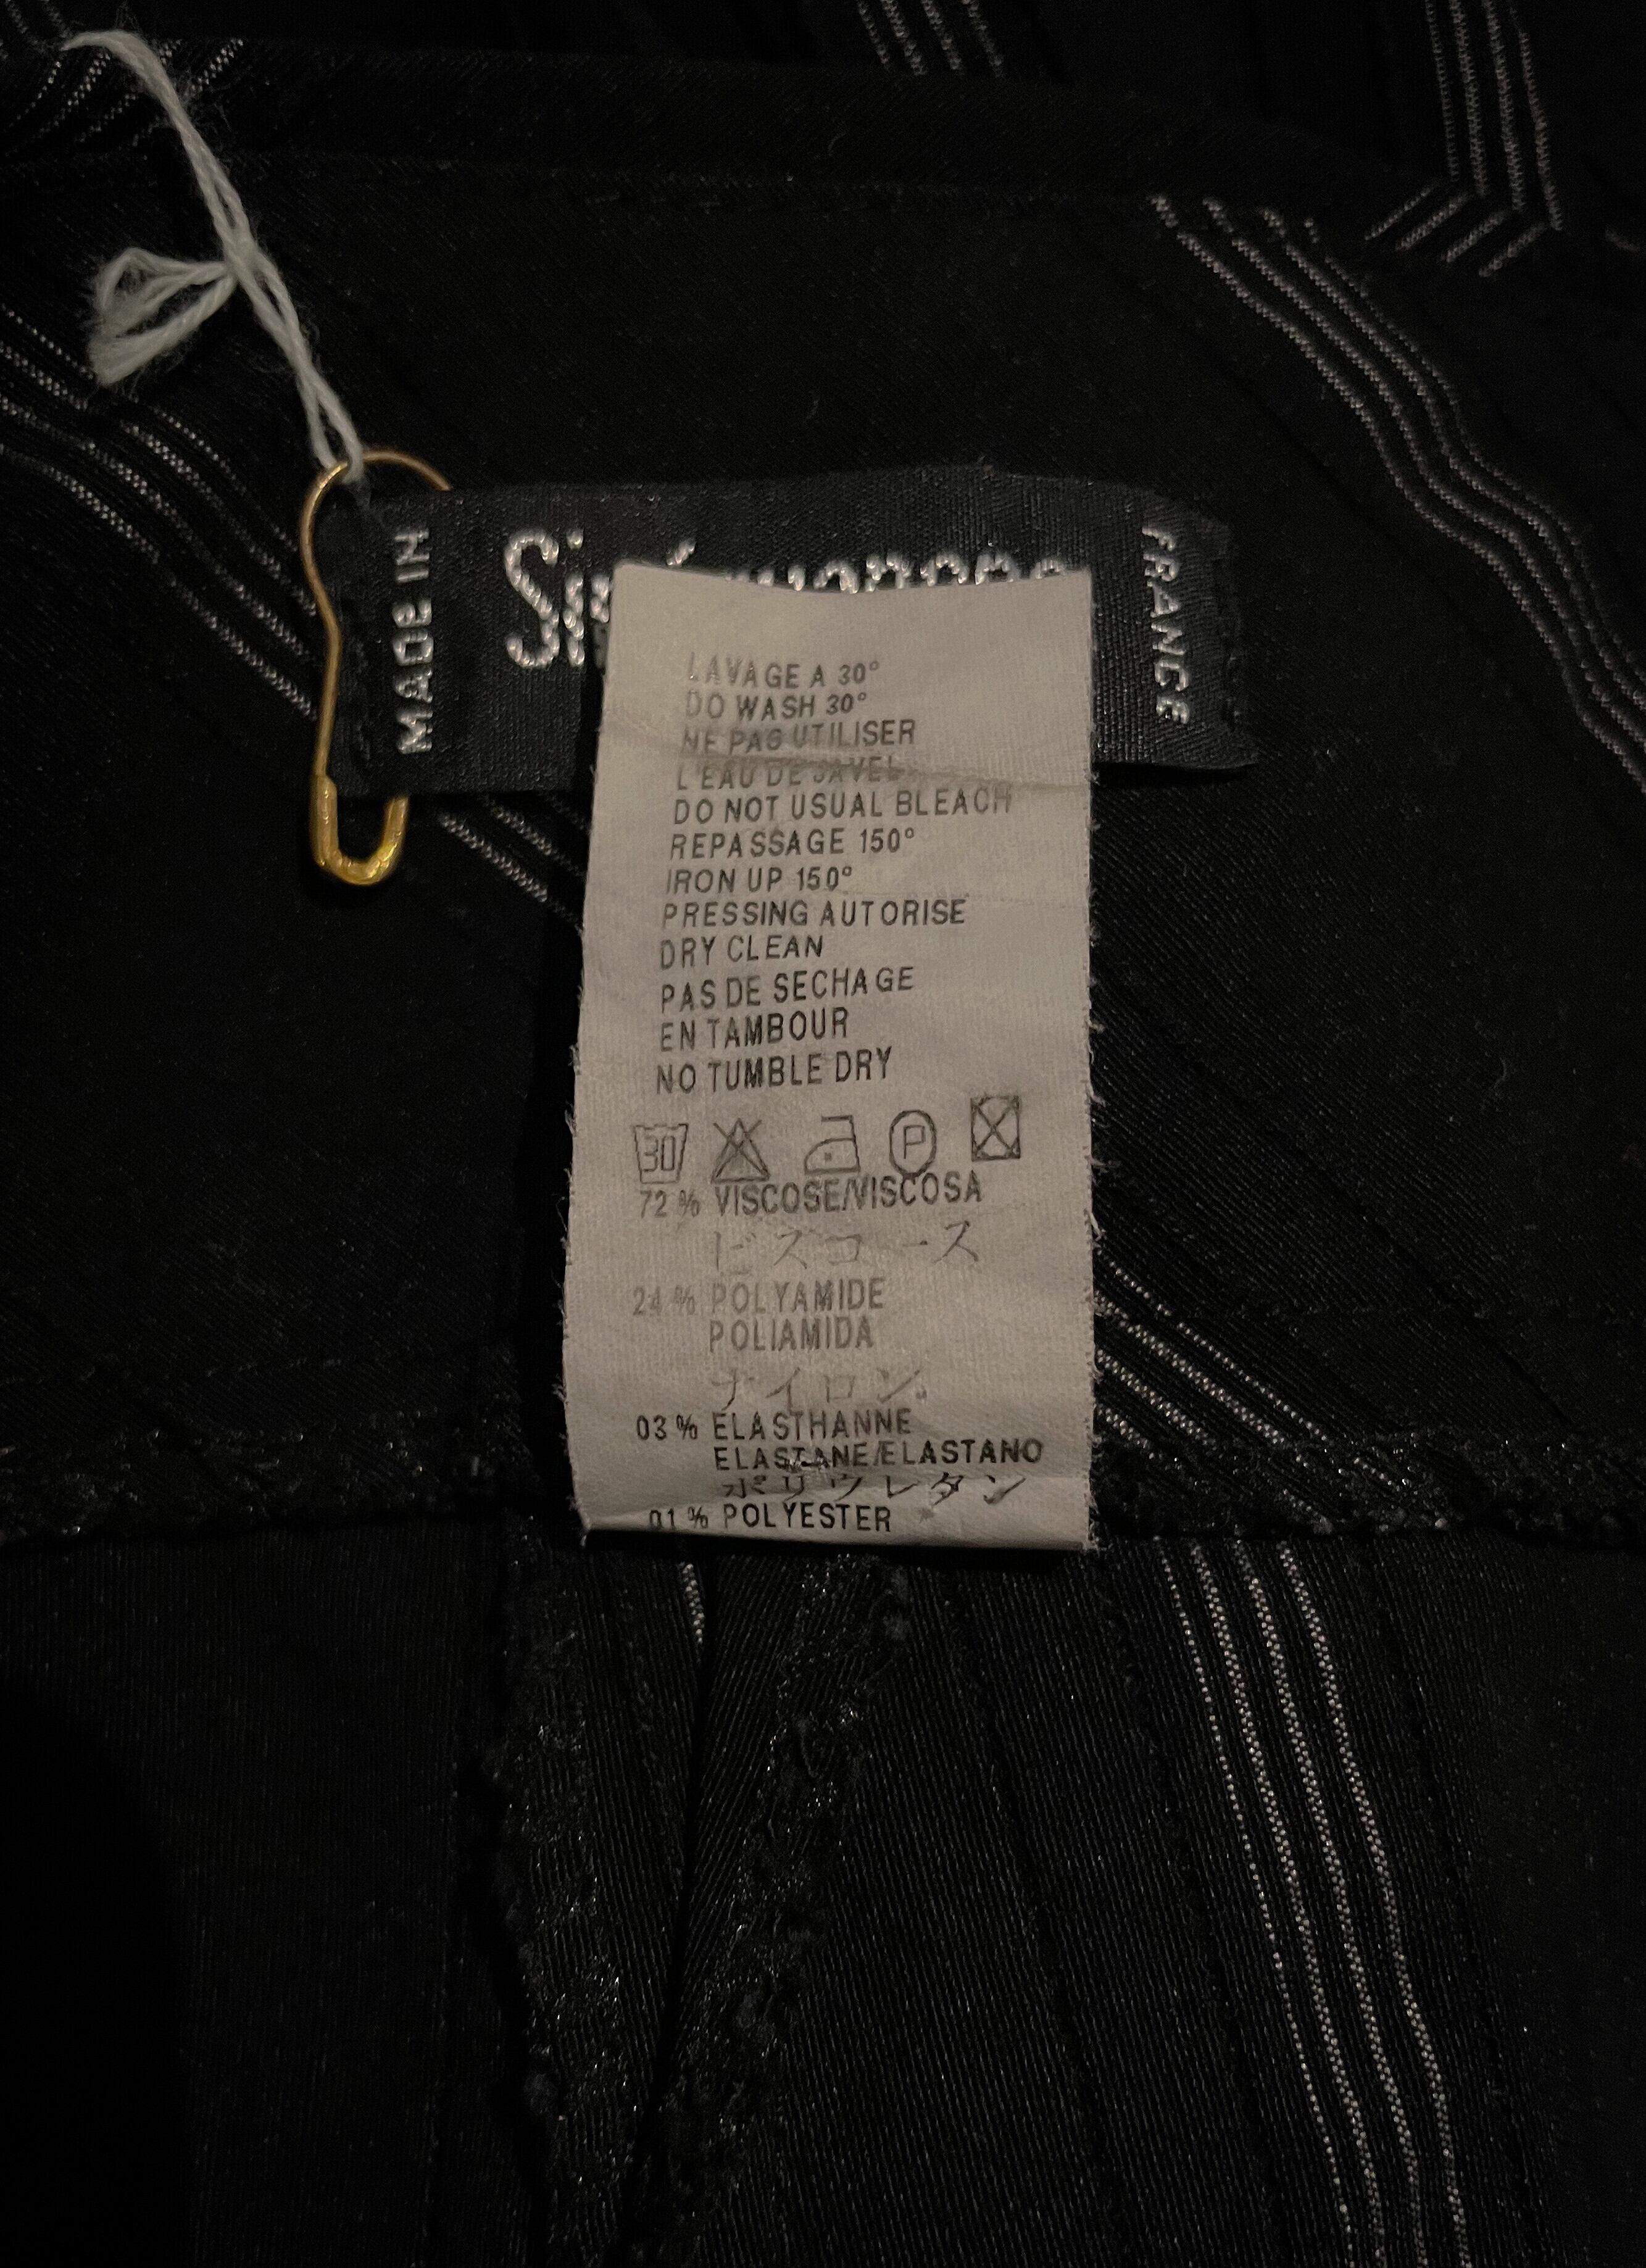 MADE IN
FRANCE
LAVAGE A 30°
DO WASH 30°
NE PAS UTILISER
L'EAU DE JAVEL
DO NOT USUAL BLEACH
REPASSAGE 150°
IRON UP 150°
PRESSING AUTORISE
DRY CLEAN
PAS DE SECHAGE
EN TAMBOUR
NO TUMBLE DRY
30 P
72 % VISCOSE/VISCOSA
ビスコース
24 % POLYAMIDE
POLIAMIDA
ナイロン
03 % ELASTHANNE
ELASTANE/ELASTANO
ポリウレタン
01 % POLYESTER